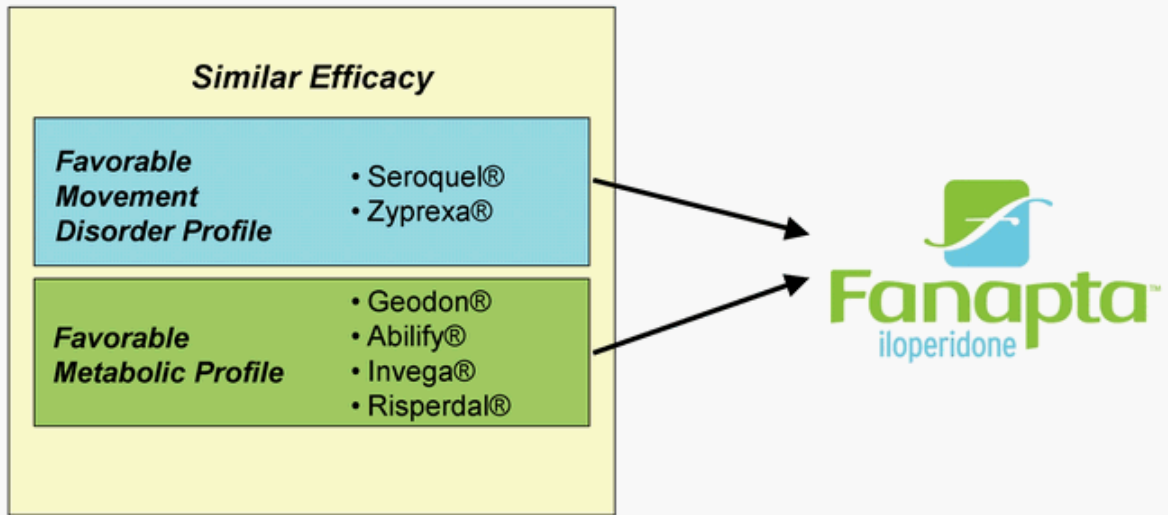 Similar Efficacy
Favorable
Movement
Disorder Profile
• Seroquel®
• Zyprexa®
Favorable
Metabolic Profile
• Geodon®
• Abilify®
• Invega®
• Risperdal®
Fanapta™
iloperidone